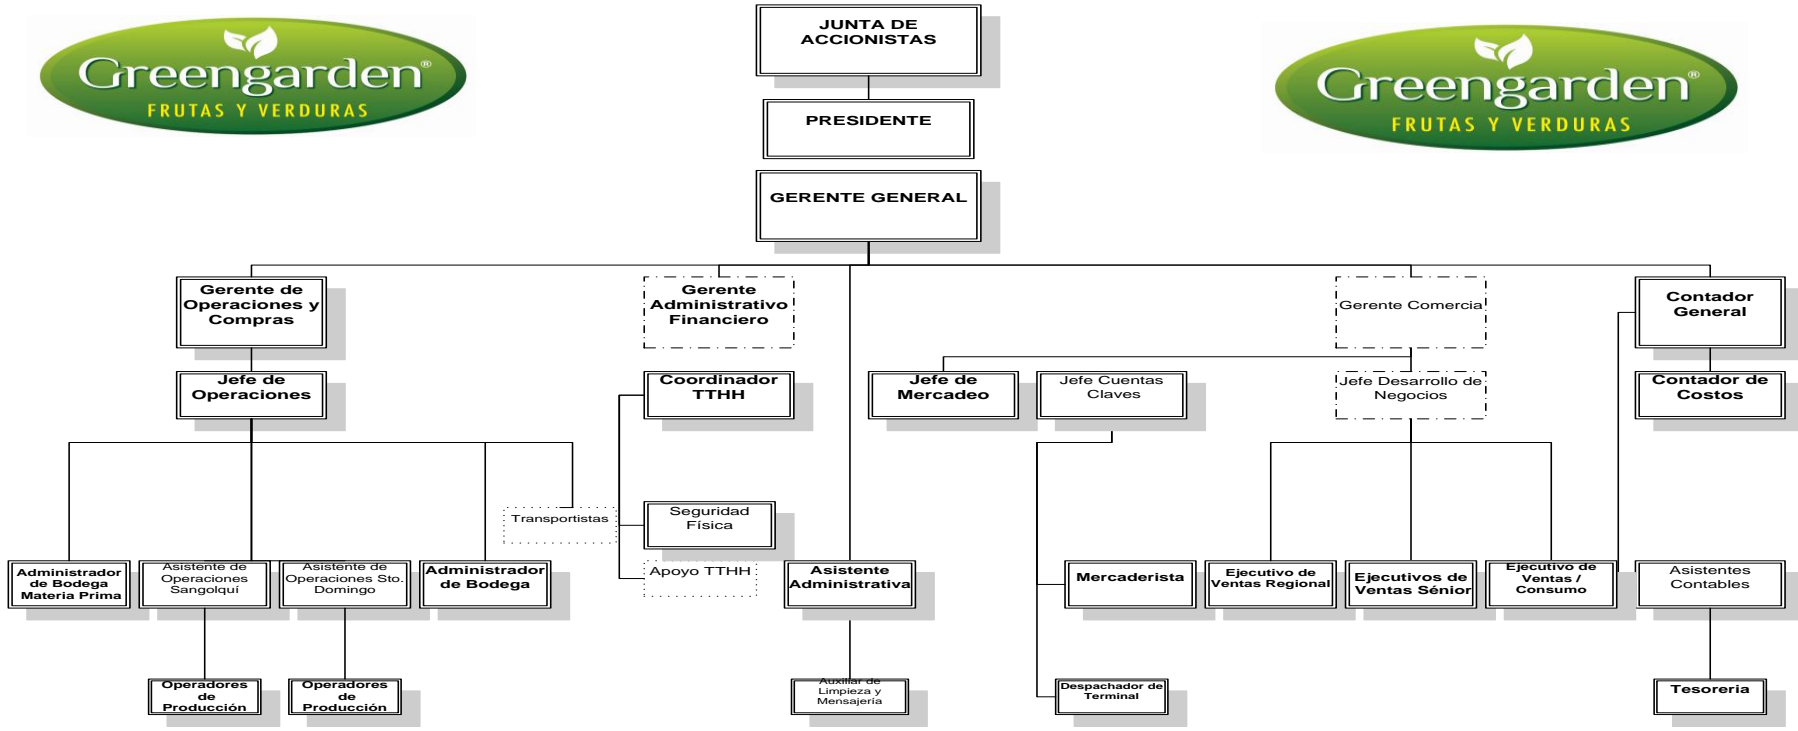 Greengarden®
FRUTAS Y VERDURAS
JUNTA DE
ACCIONISTAS
PRESIDENTE
GERENTE GENERAL
Greengarden®
FRUTAS Y VERDURAS
Gerente de
Operaciones y
Compras
Gerente
Administrativo
Financiero
Gerente Comercia
Contador
General
Jefe de
Operaciones
Coordinador
TTHH
Jefe de
Mercadeo
Jefe Cuentas
Claves
Jefe Desarrollo de
Negocios
Contador de
Costos
Transportistas
Seguridad
Física
Apoyo TTHH
Administrador
de Bodega
Materia Prima
Asistente de
Operaciones
Sangolquí
Asistente de
Operaciones Sto.
Domingo
Administrador
de Bodega
Asistente
Administrativa
Mercaderista
Ejecutivo de
Ventas Regional
Ejecutivos de
Ventas Sénior
Ejecutivo de
Ventas /
Consumo
Asistentes
Contables
Operadores
de
Producción
Operadores
de
Producción
Auxiliar de
Limpieza y
Mensajería
Despachador de
Terminal
Tesoreria